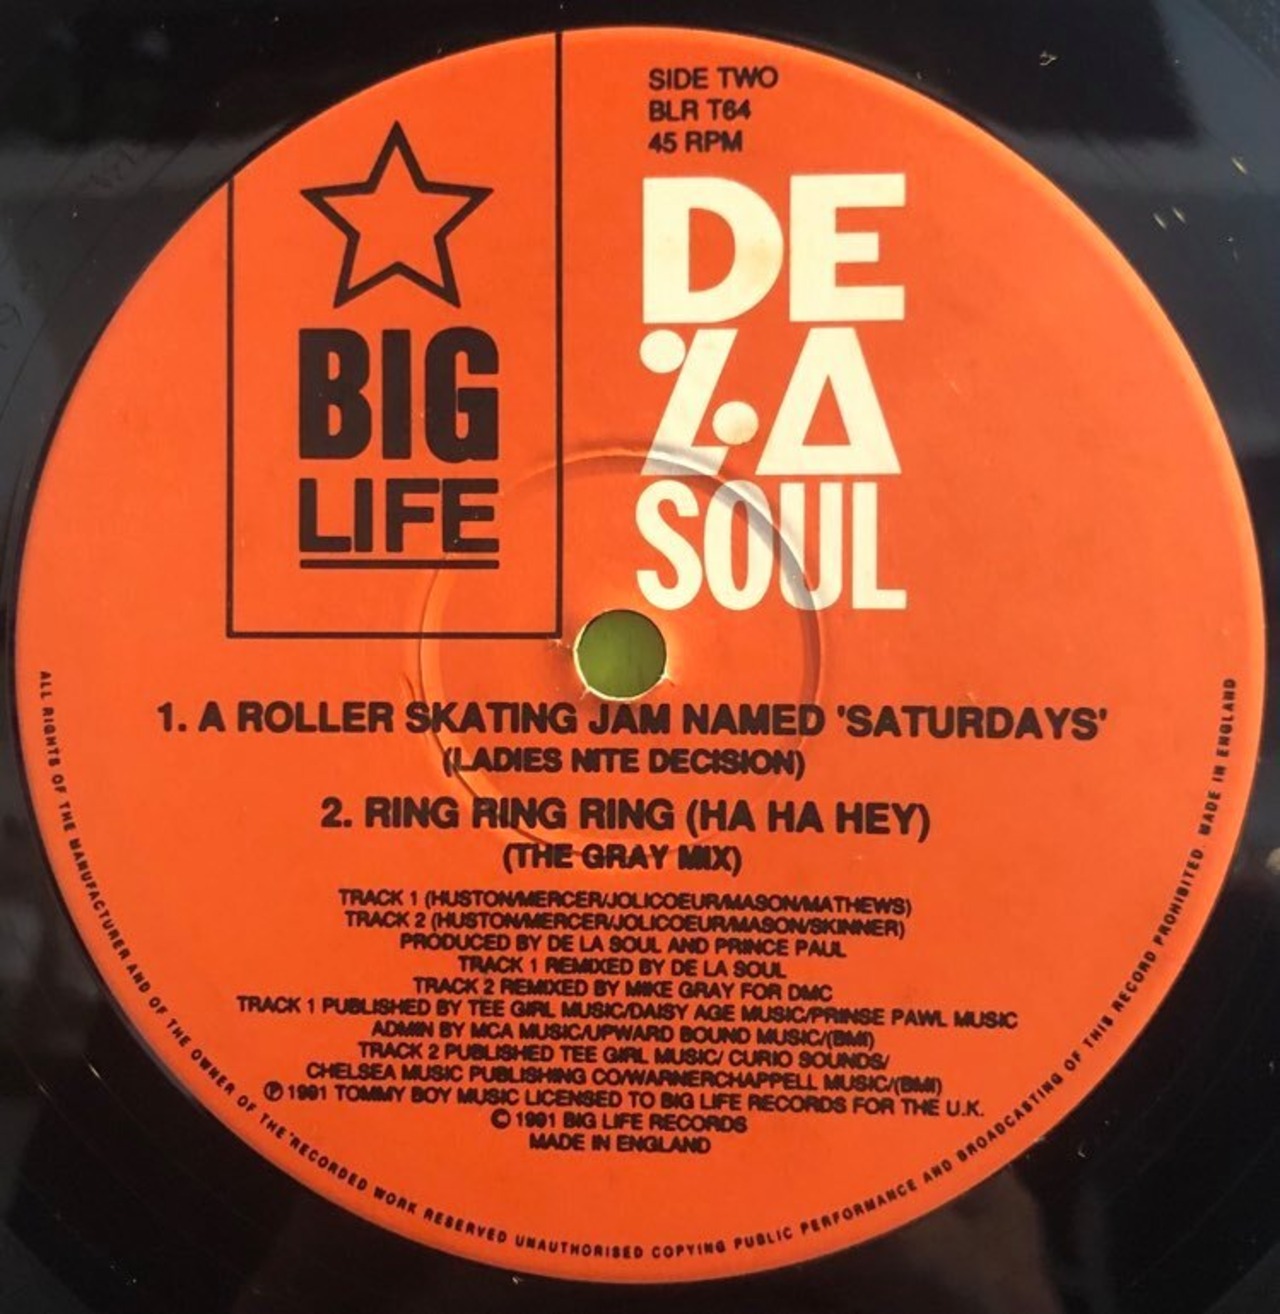 SIDE TWO
BLR T64
45 RPM
BIG
LIFE
DE
LA
SOUL
1. A ROLLER SKATING JAM NAMED 'SATURDAYS'
(LADIES NITE DECISION)
2. RING RING RING (HA HA HEY)
(THE GRAY MIX)
TRACK 1 (HUSTON/MERCER/JOLICOEUR/MASON/MATHEWS)
TRACK 2 (HUSTON/MERCER/JOLICOEUR/MASON/SKINNER)
PRODUCED BY DE LA SOUL AND PRINCE PAUL
TRACK 1 REMIXED BY DE LA SOUL
TRACK 2 REMIXED BY MIKE GRAY FOR DMC
TRACK 1 PUBLISHED BY TEE GIRL MUSIC/DAISY AGE MUSIC/PRINSE PAWL MUSIC
ADMIN BY MCA MUSIC/UPWARD BOUND MUSIC/(BMI)
TRACK 2 PUBLISHED TEE GIRL MUSIC/ CURIO SOUNDS/
CHELSEA MUSIC PUBLISHING CO/WARNERCHAPPELL MUSIC/(BMI)
℗ 1991 TOMMY BOY MUSIC LICENSED TO BIG LIFE RECORDS FOR THE U.K.
© 1991 BIG LIFE RECORDS
MADE IN ENGLAND
ALL RIGHTS OF THE MANUFACTURER AND OF THE OWNER OF THE RECORDED WORK RESERVED UNAUTHORISED COPYING PUBLIC PERFORMANCE AND BROADCASTING OF THIS RECORD PROHIBITED. MADE IN ENGLAND